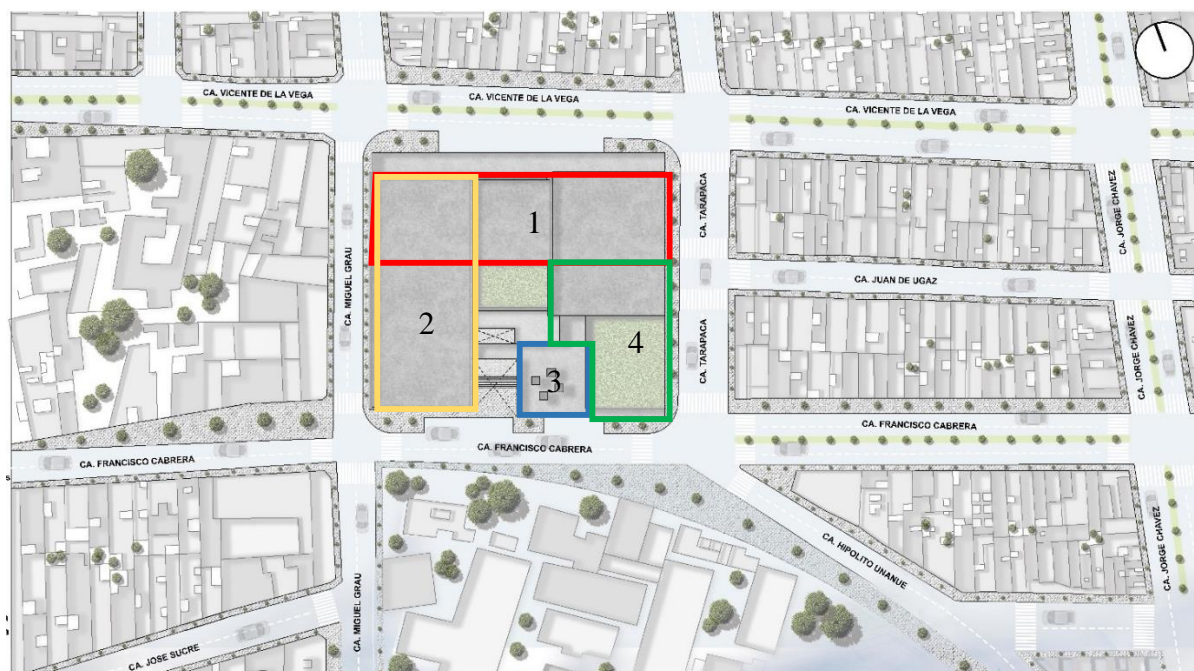 CA. VICENTE DE LA VEGA
CA. VICENTE DE LA VEGA
CA. VICENTE DE LA VEGA
CA. TARAPACA
CA. JORGE CHAVEZ
1
CA. MIGUEL GRAU
CA. JUAN DE UGAZ
2
4
CA. TARAPACA
CA. JORGE CHAVEZ
3
CA. FRANCISCO CABRERA
CA. FRANCISCO CABRERA
CA. FRANCISCO CABRERA
CA. HIPOLITO UNANUE
CA. JORGE CHAVEZ
CA. MIGUEL GRAU
CA. JOSE SUCRE